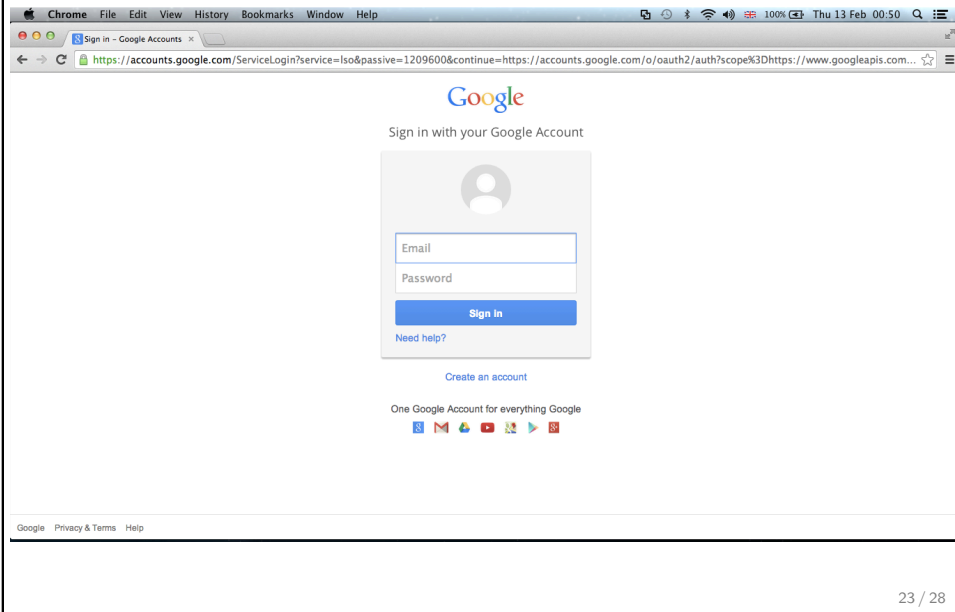 Chrome File Edit View History Bookmarks Window Help 100% Thu 13 Feb 00:50
Sign in – Google Accounts ×
https://accounts.google.com/ServiceLogin?service=lso&passive=1209600&continue=https://accounts.google.com/o/oauth2/auth?scope%3Dhttps://www.googleapis.com...
Google
Sign in with your Google Account
Email
Password
Sign in
Need help?
Create an account
One Google Account for everything Google
Google Privacy & Terms Help
23 / 28